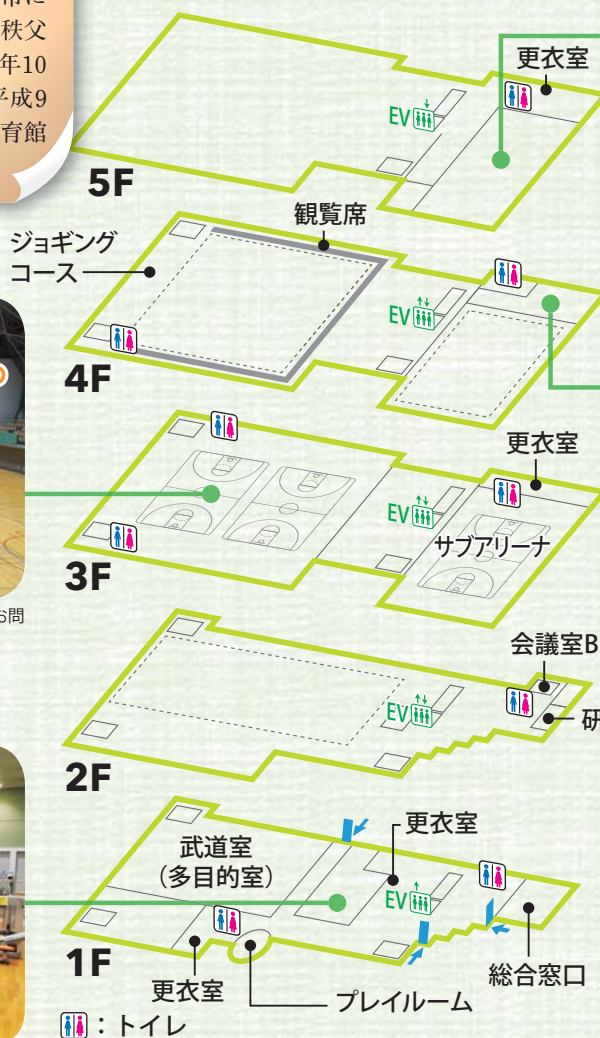 秩父
年10
平成9
育館
更衣室
EV
5F
観覧席
ジョギング
コース
EV
4F
更衣室
EV
サブアリーナ
3F
お問
会議室B
EV
研
2F
更衣室
武道室
(多目的室)
EV
1F
総合窓口
更衣室
プレイルーム
:トイレ